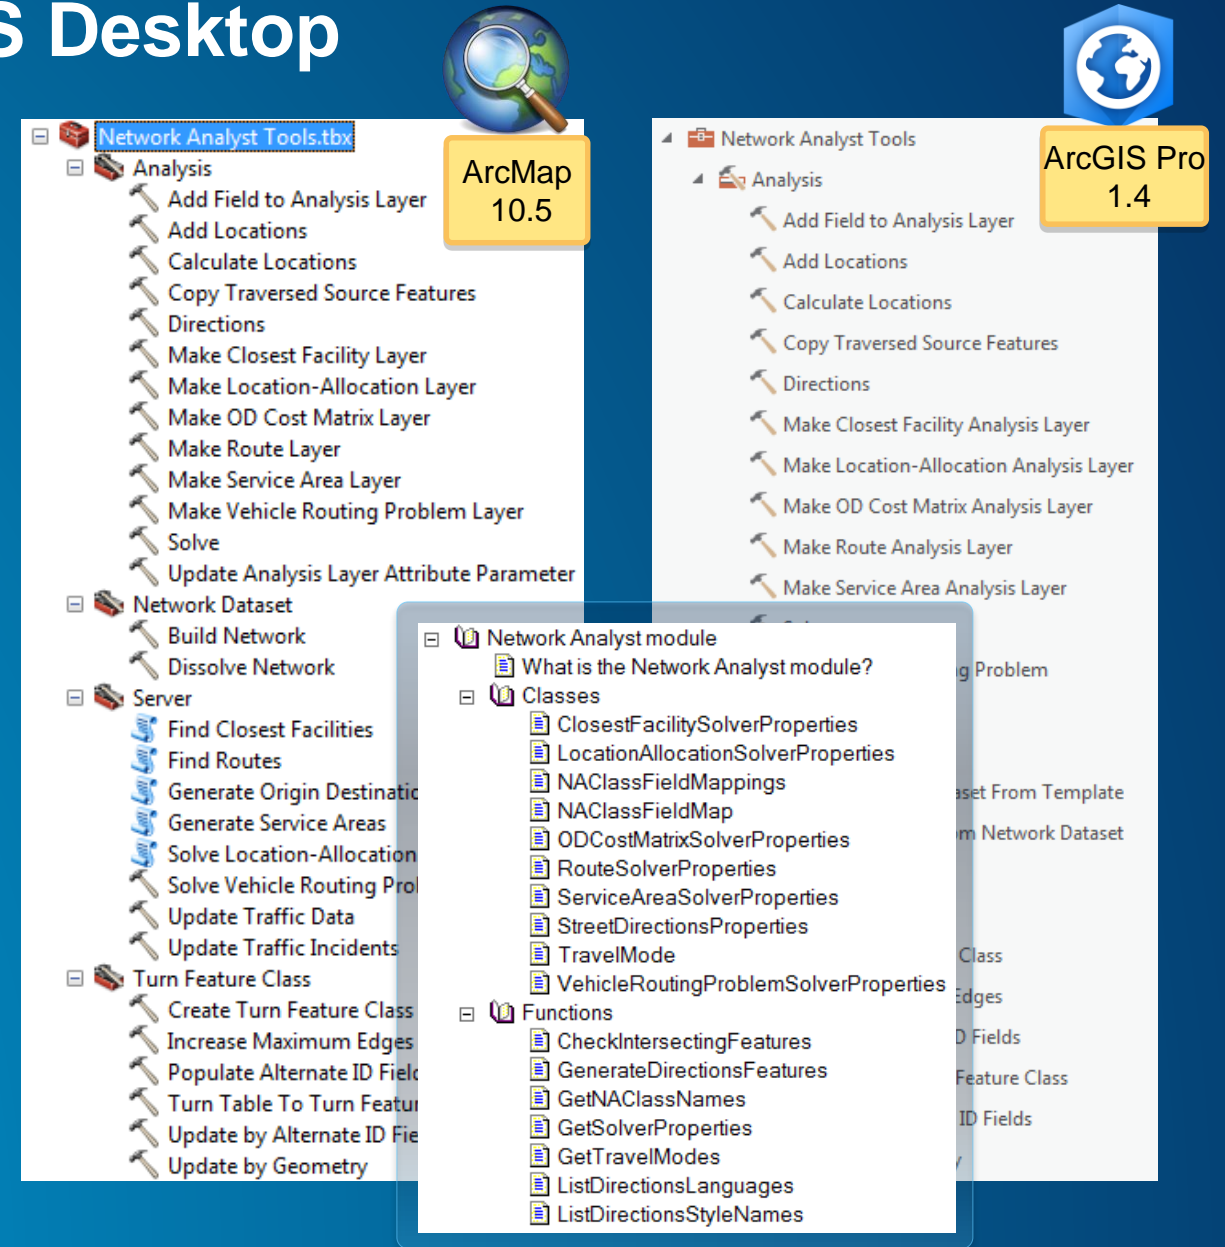 S Desktop
ArcMap
10.5
ArcGIS Pro
1.4
Network Analyst Tools.tbx
Analysis
Add Field to Analysis Layer
Add Locations
Calculate Locations
Copy Traversed Source Features
Directions
Make Closest Facility Layer
Make Location-Allocation Layer
Make OD Cost Matrix Layer
Make Route Layer
Make Service Area Layer
Make Vehicle Routing Problem Layer
Solve
Update Analysis Layer Attribute Parameter
Network Dataset
Build Network
Dissolve Network
Server
Find Closest Facilities
Find Routes
Generate Origin Destinatic
Generate Service Areas
Solve Location-Allocation
Solve Vehicle Routing Pro
Update Traffic Data
Update Traffic Incidents
Turn Feature Class
Create Turn Feature Class
Increase Maximum Edges
Populate Alternate ID Field
Turn Table To Turn Featur
Update by Alternate ID Fie
Update by Geometry
Network Analyst module
What is the Network Analyst module?
Classes
ClosestFacilitySolverProperties
LocationAllocationSolverProperties
NAClassFieldMappings
NAClassFieldMap
ODCostMatrixSolverProperties
RouteSolverProperties
ServiceAreaSolverProperties
StreetDirectionsProperties
TravelMode
VehicleRoutingProblemSolverProperties
Functions
CheckIntersectingFeatures
GenerateDirectionsFeatures
GetNAClassNames
GetSolverProperties
GetTravelModes
ListDirectionsLanguages
ListDirectionsStyleNames
Network Analyst Tools
Analysis
Add Field to Analysis Layer
Add Locations
Calculate Locations
Copy Traversed Source Features
Directions
Make Closest Facility Analysis Layer
Make Location-Allocation Analysis Layer
Make OD Cost Matrix Analysis Layer
Make Route Analysis Layer
Make Service Area Analysis Layer
g Problem
aset From Template
om Network Dataset
Class
Edges
D Fields
Feature Class
ID Fields